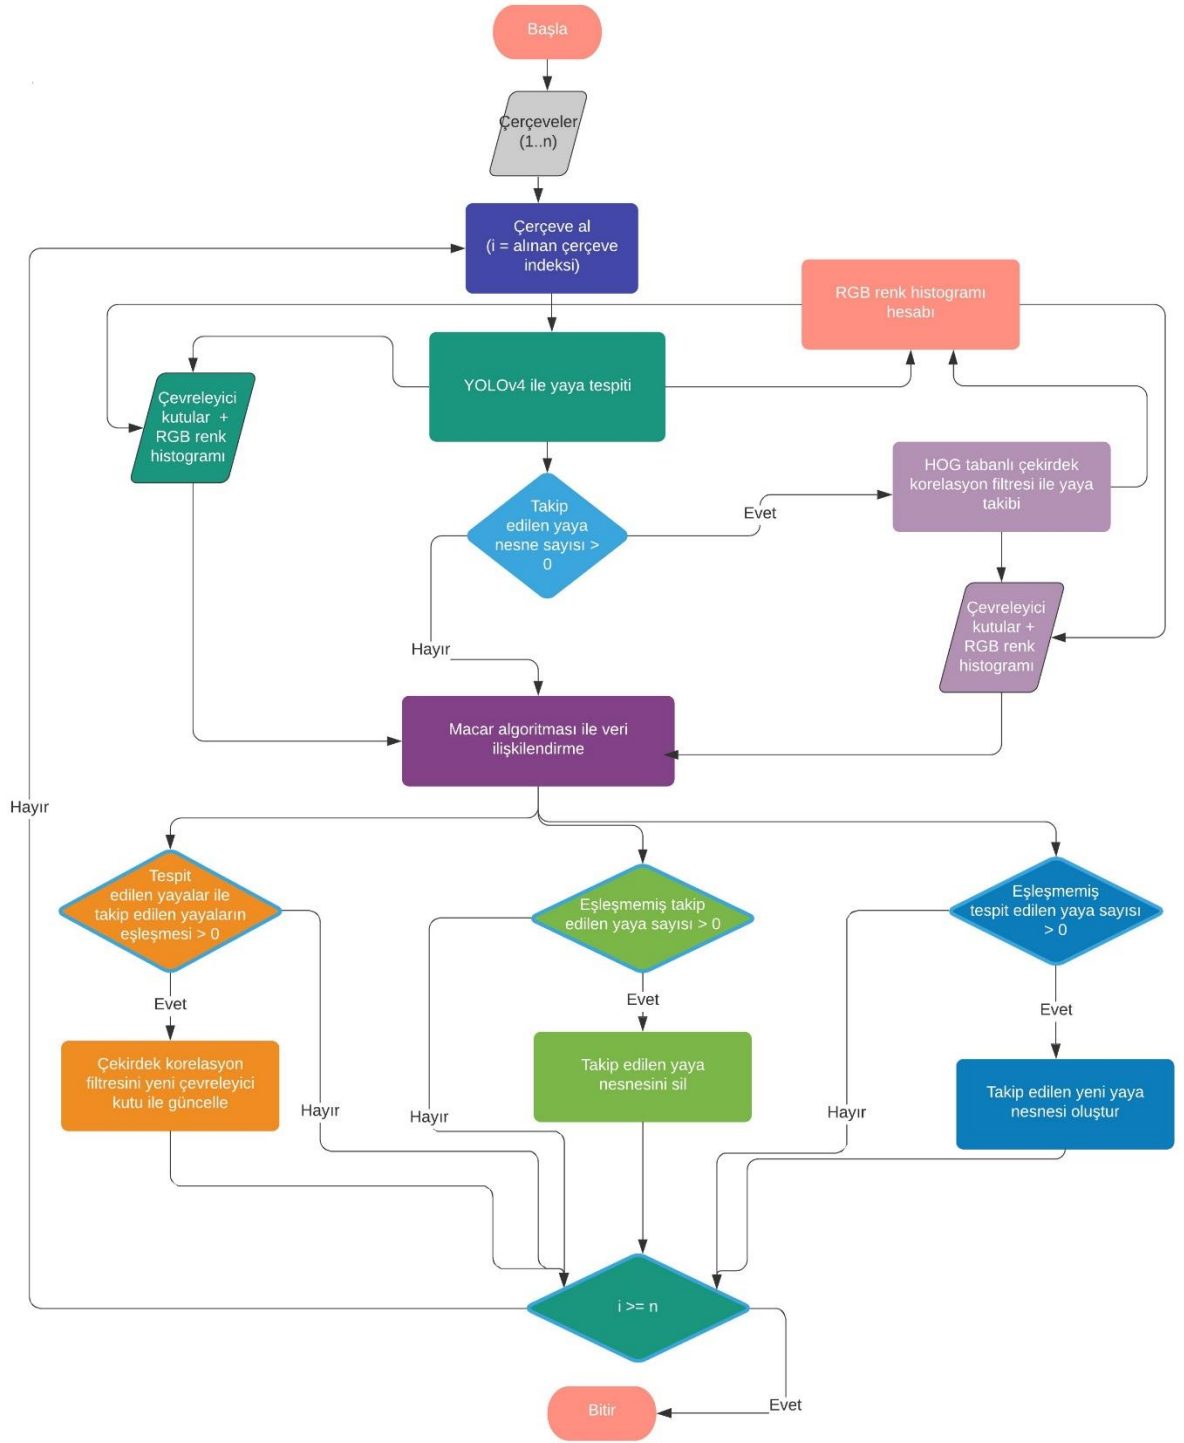 Başla
Çerçeveler
(1..n)
Çerçeve al
(i = alınan çerçeve
indeksi)
RGB renk histogramı
hesabı
YOLOv4 ile yaya tespiti
Çevreleyici
kutular +
RGB renk
histogramı
HOG tabanlı çekirdek
korelasyon filtresi ile yaya
takibi
Takip
edilen yaya
nesne sayısı >
0
Evet
Hayır
Çevreleyici
kutular +
RGB renk
histogramı
Macar algoritması ile veri
ilişkilendirme
Hayır
Tespit
edilen yayalar ile
takip edilen yayaların
eşleşmesi > 0
Eşleşmemiş takip
edilen yaya sayısı > 0
Eşleşmemiş
tespit edilen yaya sayısı
> 0
Evet
Evet
Evet
Çekirdek korelasyon
filtresini yeni çevreleyici
kutu ile güncelle
Takip edilen yaya
nesnesini sil
Takip edilen yeni yaya
nesnesi oluştur
Hayır
Hayır
Hayır
i >= n
Evet
Bitir